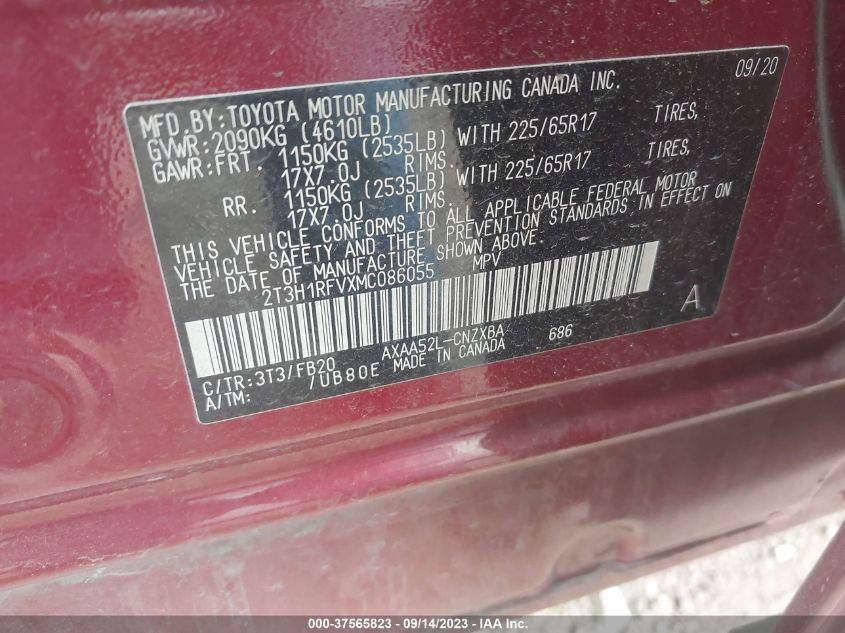 09/20
MFD.BY:TOYOTA MOTOR MANUFACTURING CANADA INC.
GVWR:2090KG (4610LB)
GAWR:FRT. 1150KG (2535LB) WITH 225/65R17 TIRES,
17X7.0J RIMS.
RR. 1150KG (2535LB) WITH 225/65R17 TIRES,
17X7.0J RIMS.
THIS VEHICLE CONFORMS TO ALL APPLICABLE FEDERAL MOTOR
VEHICLE SAFETY AND THEFT PREVENTION STANDARDS IN EFFECT ON
THE DATE OF MANUFACTURE SHOWN ABOVE.
2T3H1RFVXMC086055 MPV
A
AXAA52L-CNZXBA 686
C/TR:3T3/FB20 MADE IN CANADA
A/TM: /UB80E
000-37565823 - 09/14/2023 - IAA Inc.